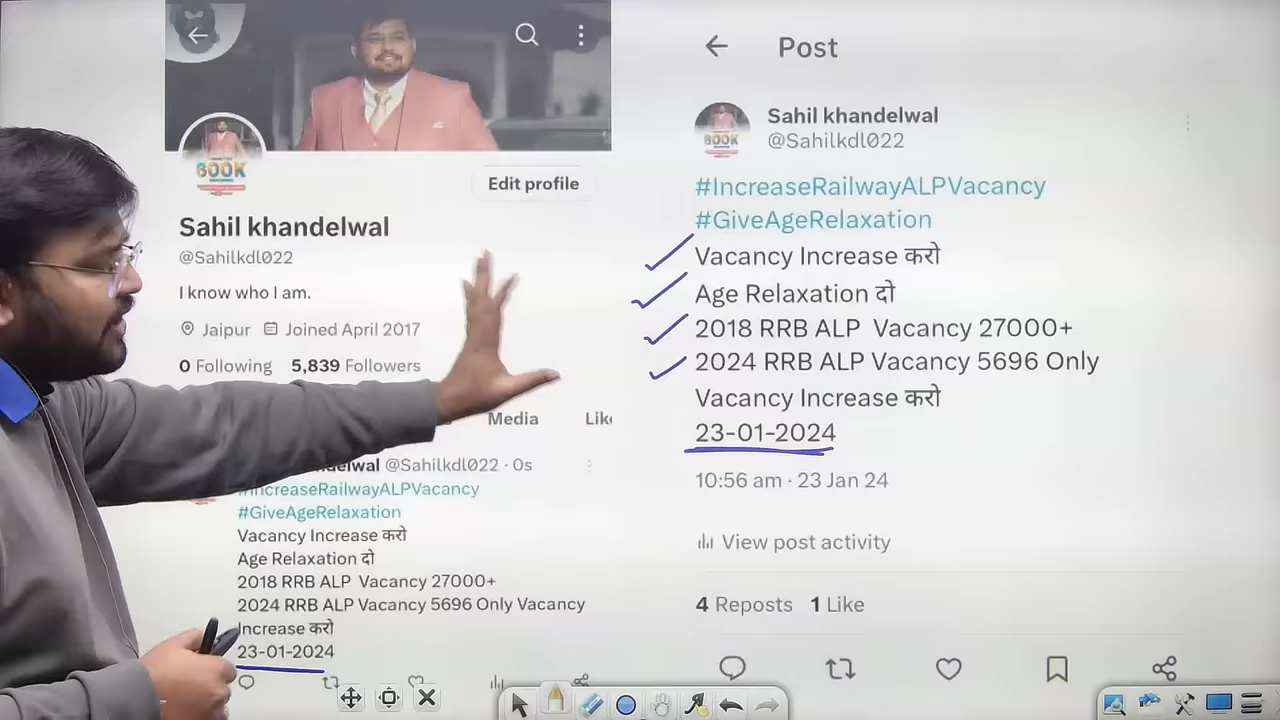 BOOK
Edit profile
Sahil khandelwal
@Sahilkdl022
I know who I am.
Jaipur Joined April 2017
0 Following 5,839 Followers
Media Lik
@Sahilkdl022 · 0s
#IncreaseRailwayALPVacancy
#GiveAgeRelaxation
Vacancy Increase करो
Age Relaxation दो
2018 RRB ALP Vacancy 27000+
2024 RRB ALP Vacancy 5696 Only Vacancy
Increase करो
23-01-2024
Post
BOOK
Sahil khandelwal
@Sahilkdl022
#IncreaseRailwayALPVacancy
#GiveAgeRelaxation
Vacancy Increase करो
Age Relaxation दो
2018 RRB ALP Vacancy 27000+
2024 RRB ALP Vacancy 5696 Only
Vacancy Increase करो
23-01-2024
10:56 am · 23 Jan 24
View post activity
4 Reposts 1 Like